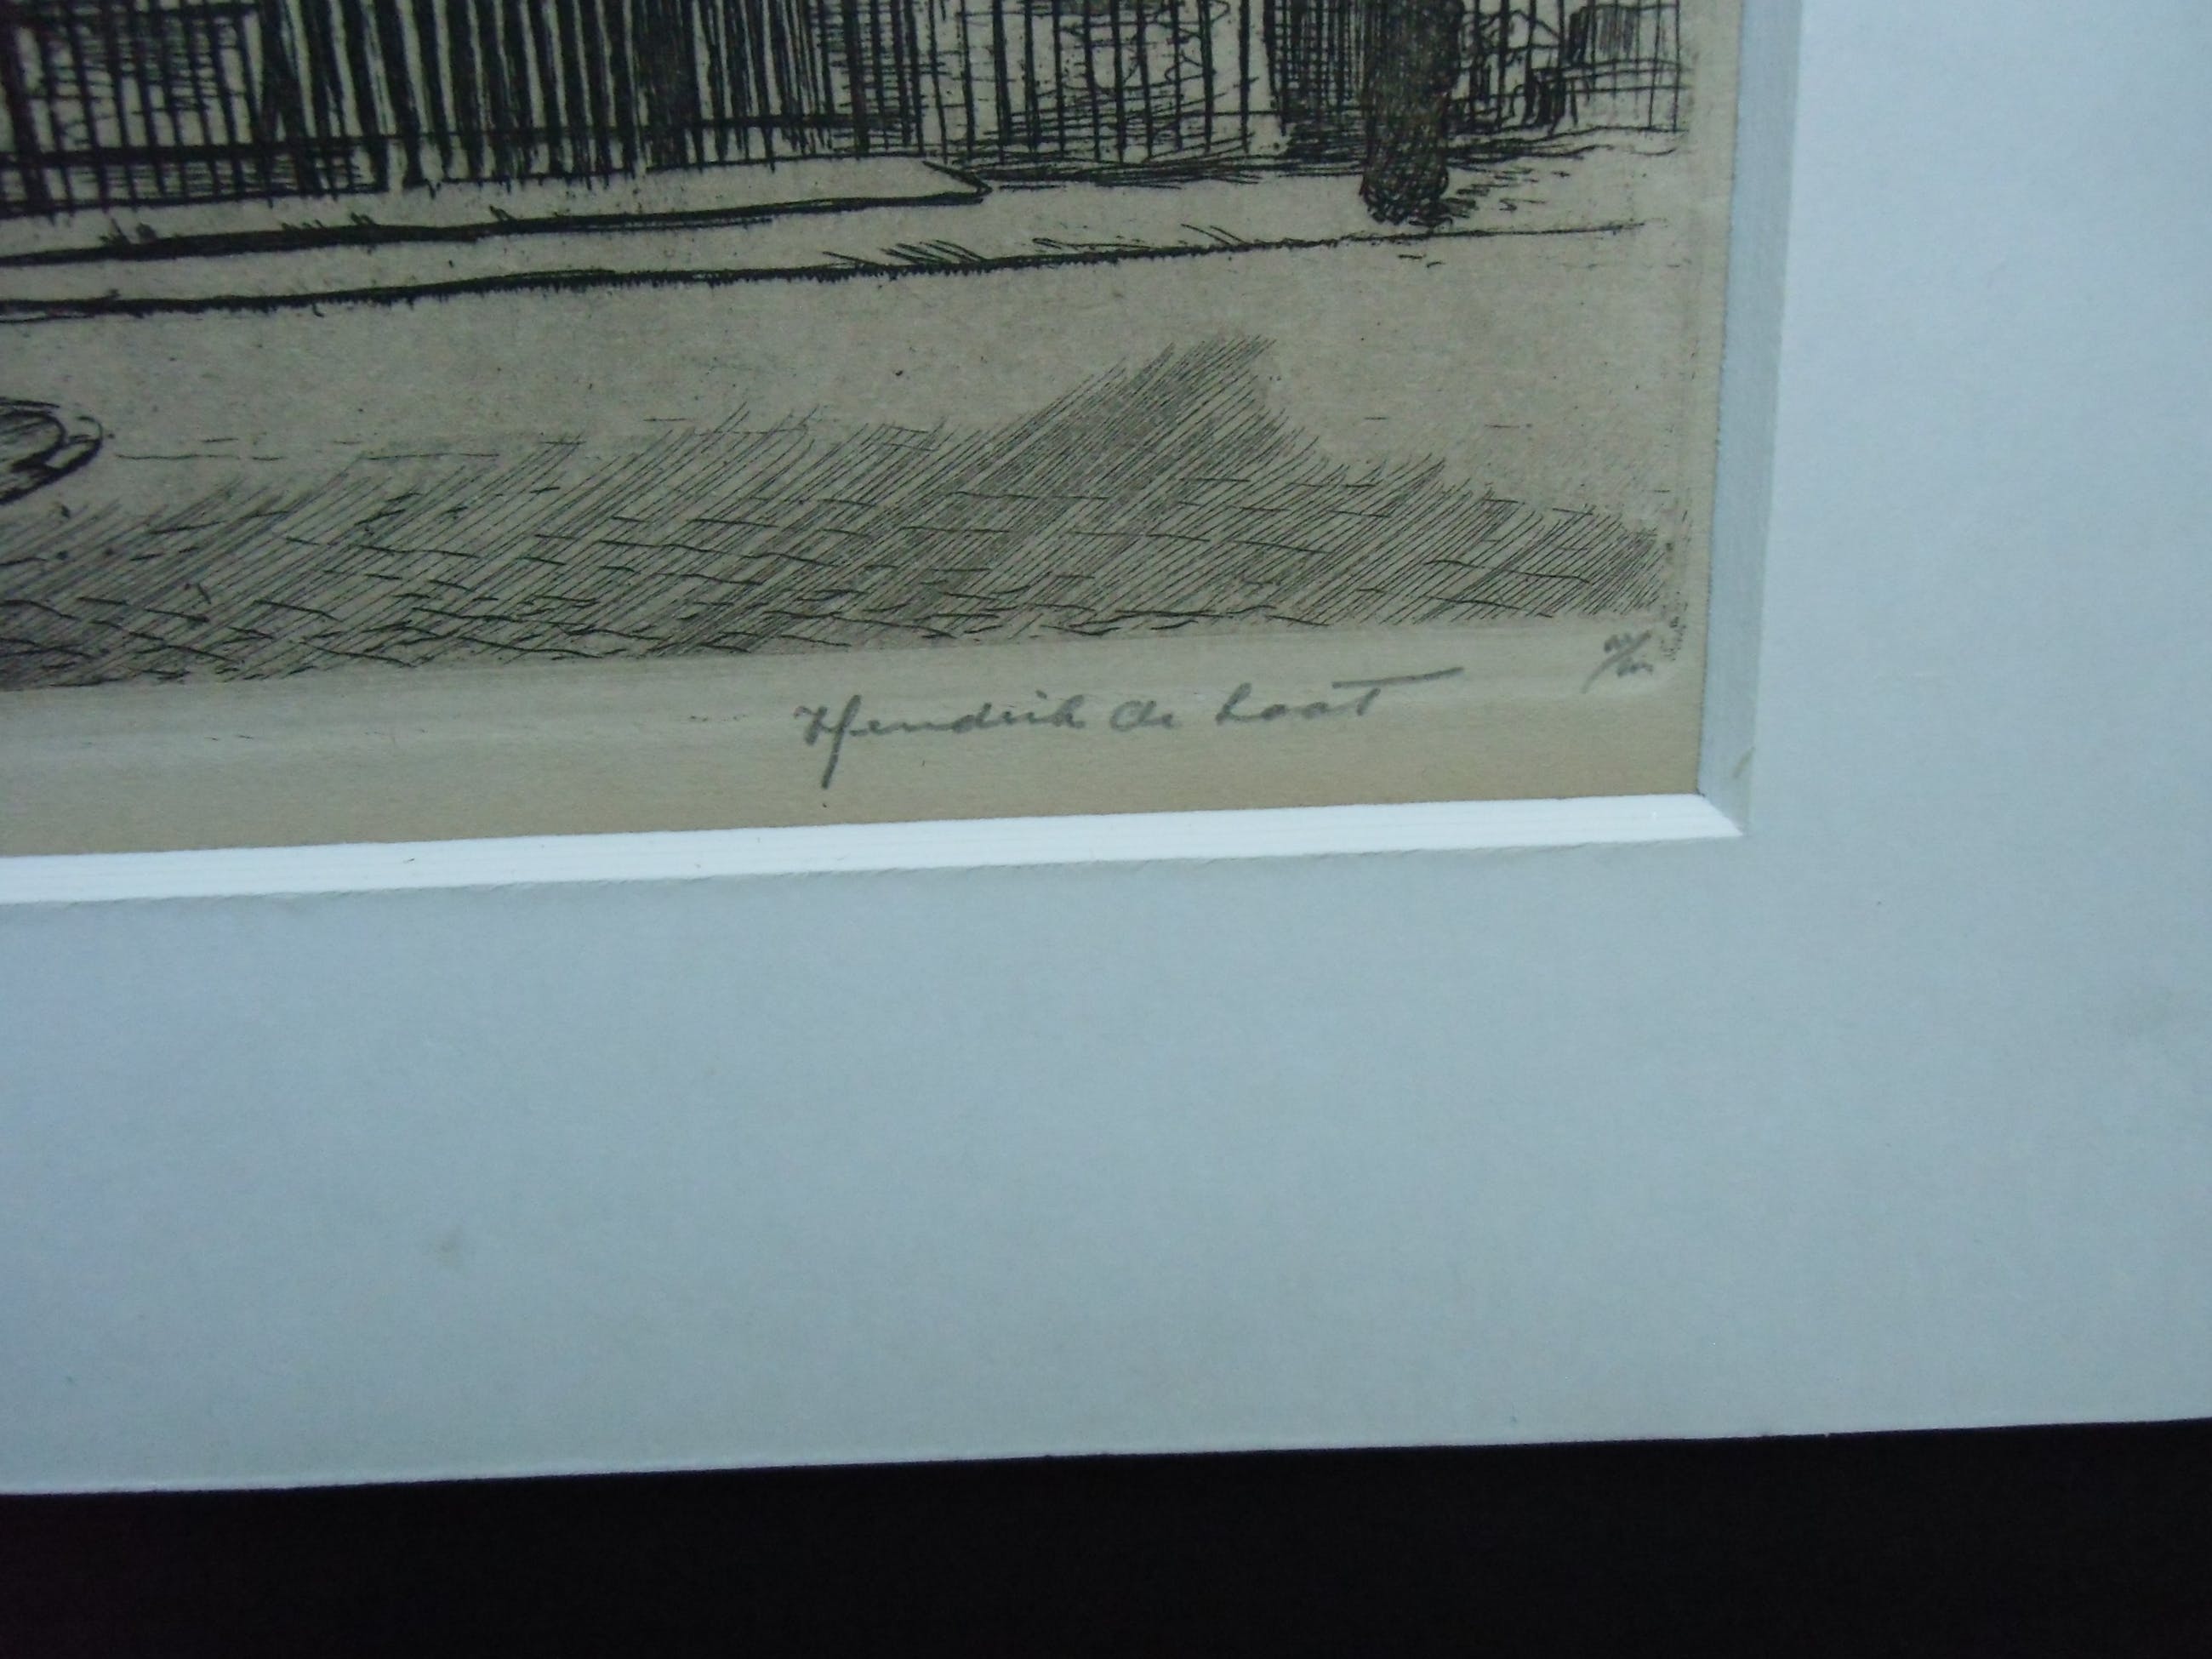 Hendrik de Laat